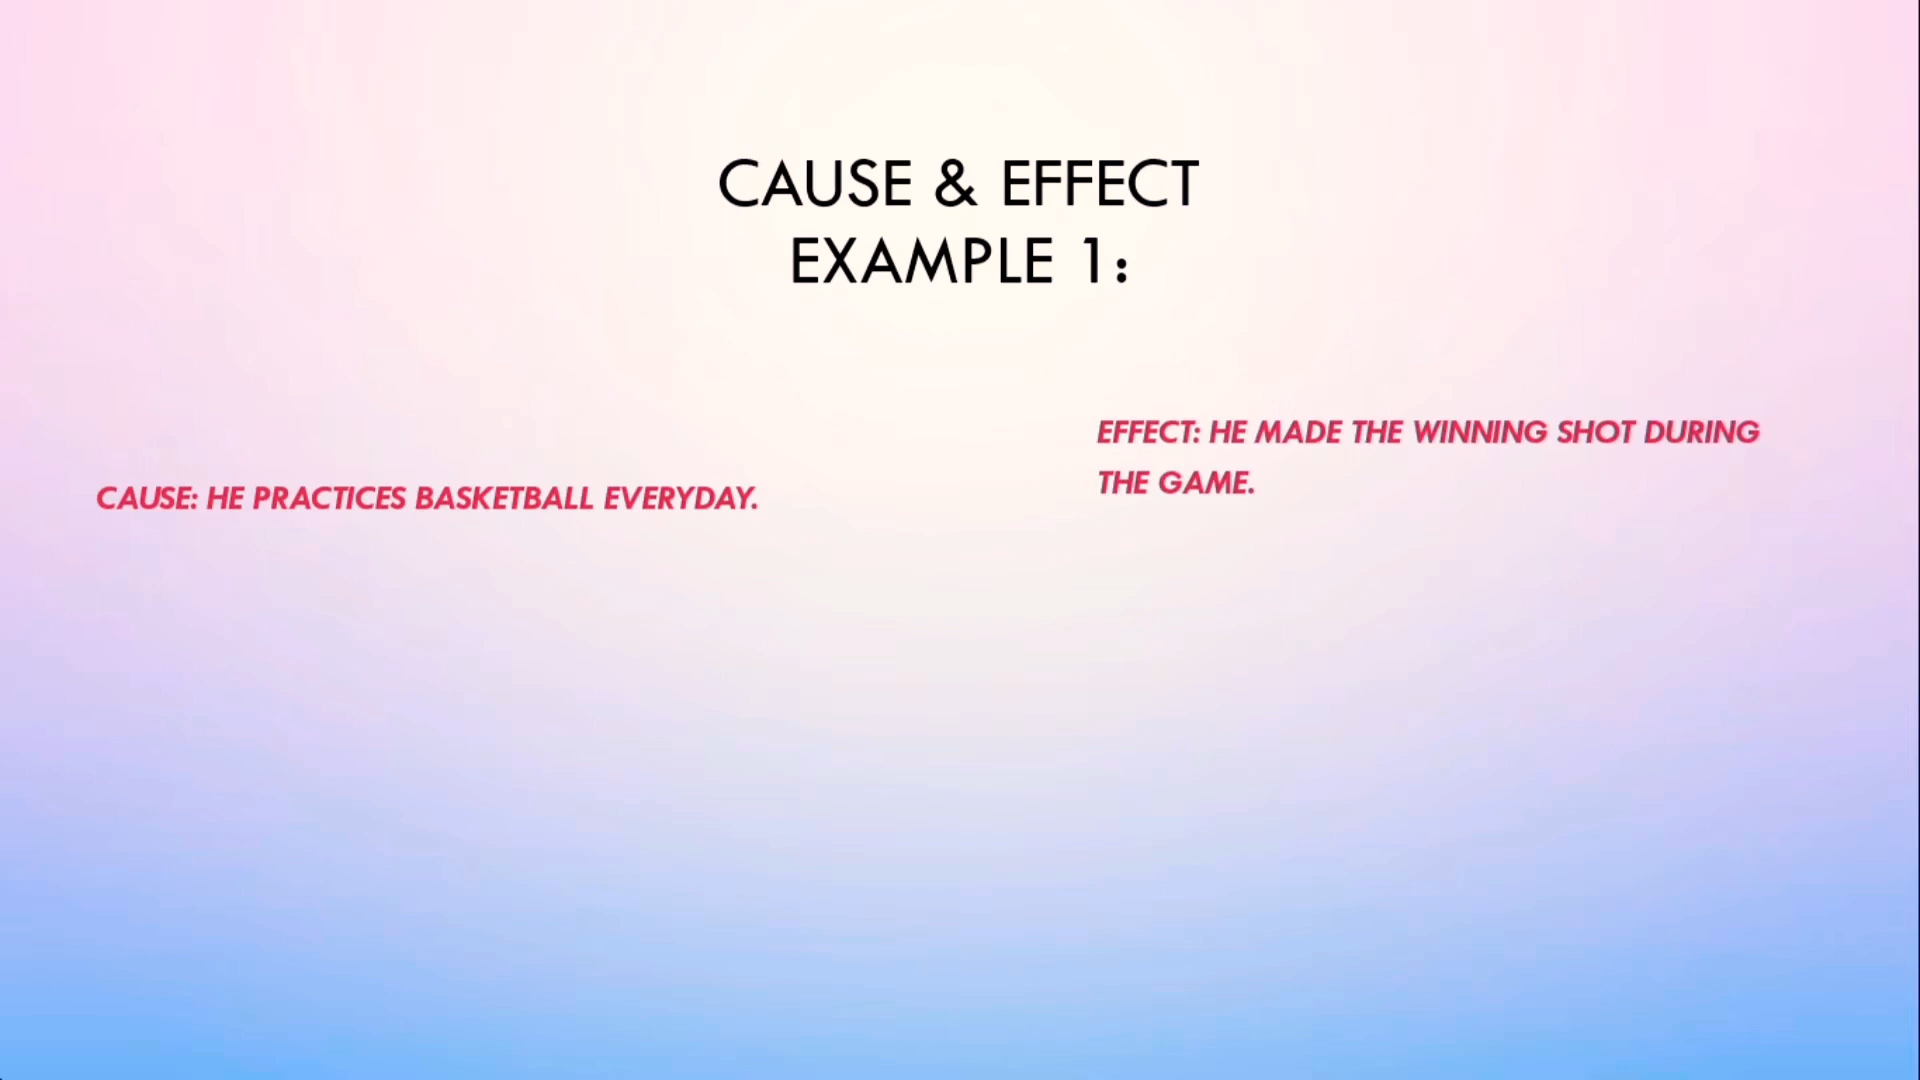 CAUSE & EFFECT
EXAMPLE 1:
CAUSE: HE PRACTICES BASKETBALL EVERYDAY.
EFFECT: HE MADE THE WINNING SHOT DURING
THE GAME.